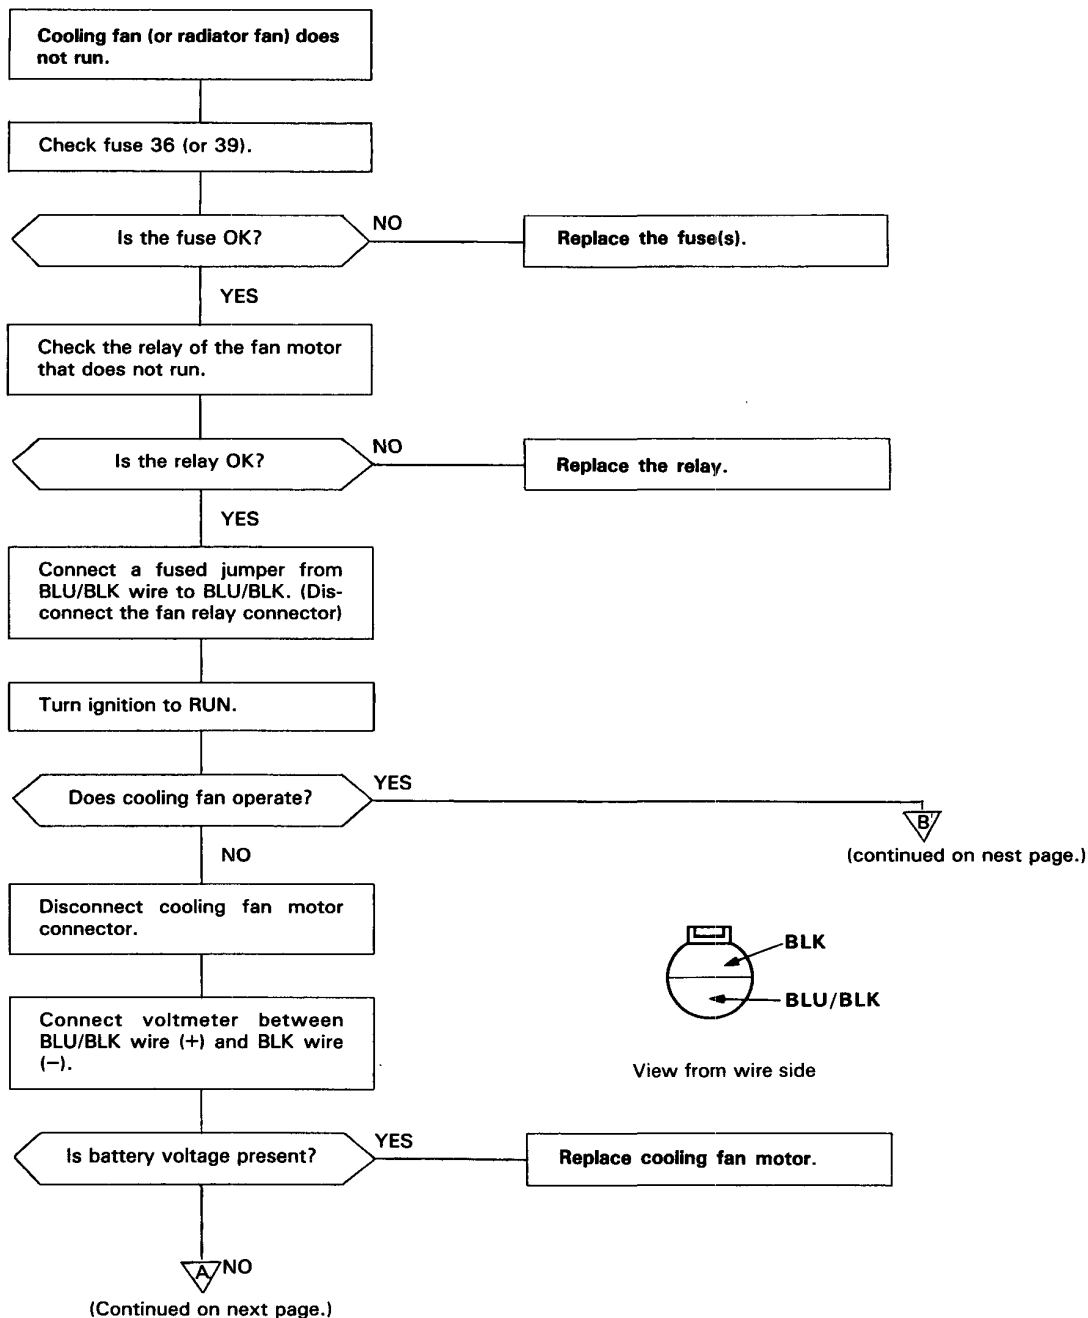 Cooling fan (or radiator fan) does
not run.
Check fuse 36 (or 39).
Is the fuse OK?
NO
Replace the fuse(s).
YES
Check the relay of the fan motor
that does not run.
Is the relay OK?
NO
Replace the relay.
YES
Connect a fused jumper from
BLU/BLK wire to BLU/BLK. (Dis-
connect the fan relay connector)
Turn ignition to RUN.
Does cooling fan operate?
YES
B
(continued on nest page.)
NO
Disconnect cooling fan motor
connector.
BLK
BLU/BLK
View from wire side
Connect voltmeter between
BLU/BLK wire (+) and BLK wire
(−).
Is battery voltage present?
YES
Replace cooling fan motor.
A
NO
(Continued on next page.)